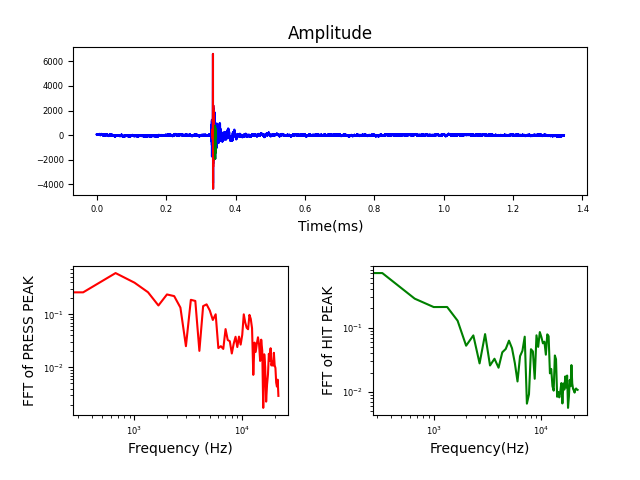 Amplitude
6000
4000
2000
0
−2000
−4000
0.0 0.2 0.4 0.6 0.8 1.0 1.2 1.4
Time(ms)
FFT of PRESS PEAK
10⁻¹
10⁻²
10³ 10⁴
Frequency (Hz)
FFT of HIT PEAK
10⁻¹
10⁻²
10³ 10⁴
Frequency(Hz)